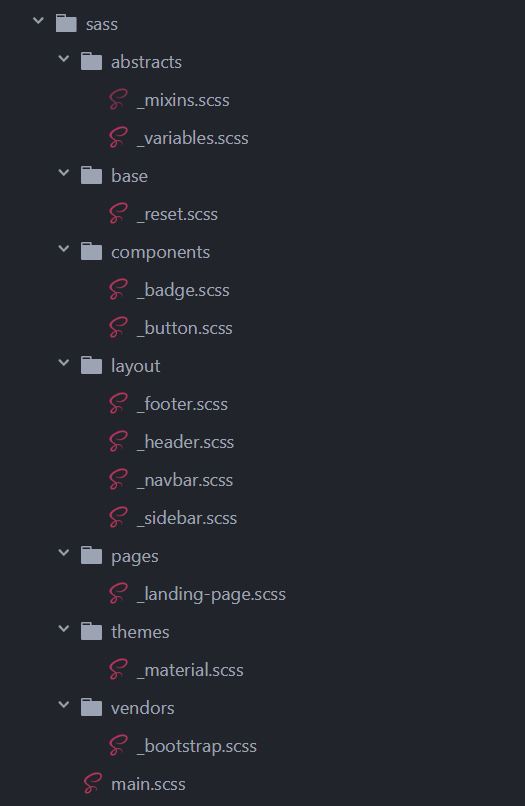 sass
abstracts
_mixins.scss
_variables.scss
base
_reset.scss
components
_badge.scss
_button.scss
layout
_footer.scss
_header.scss
_navbar.scss
_sidebar.scss
pages
_landing-page.scss
themes
_material.scss
vendors
_bootstrap.scss
main.scss